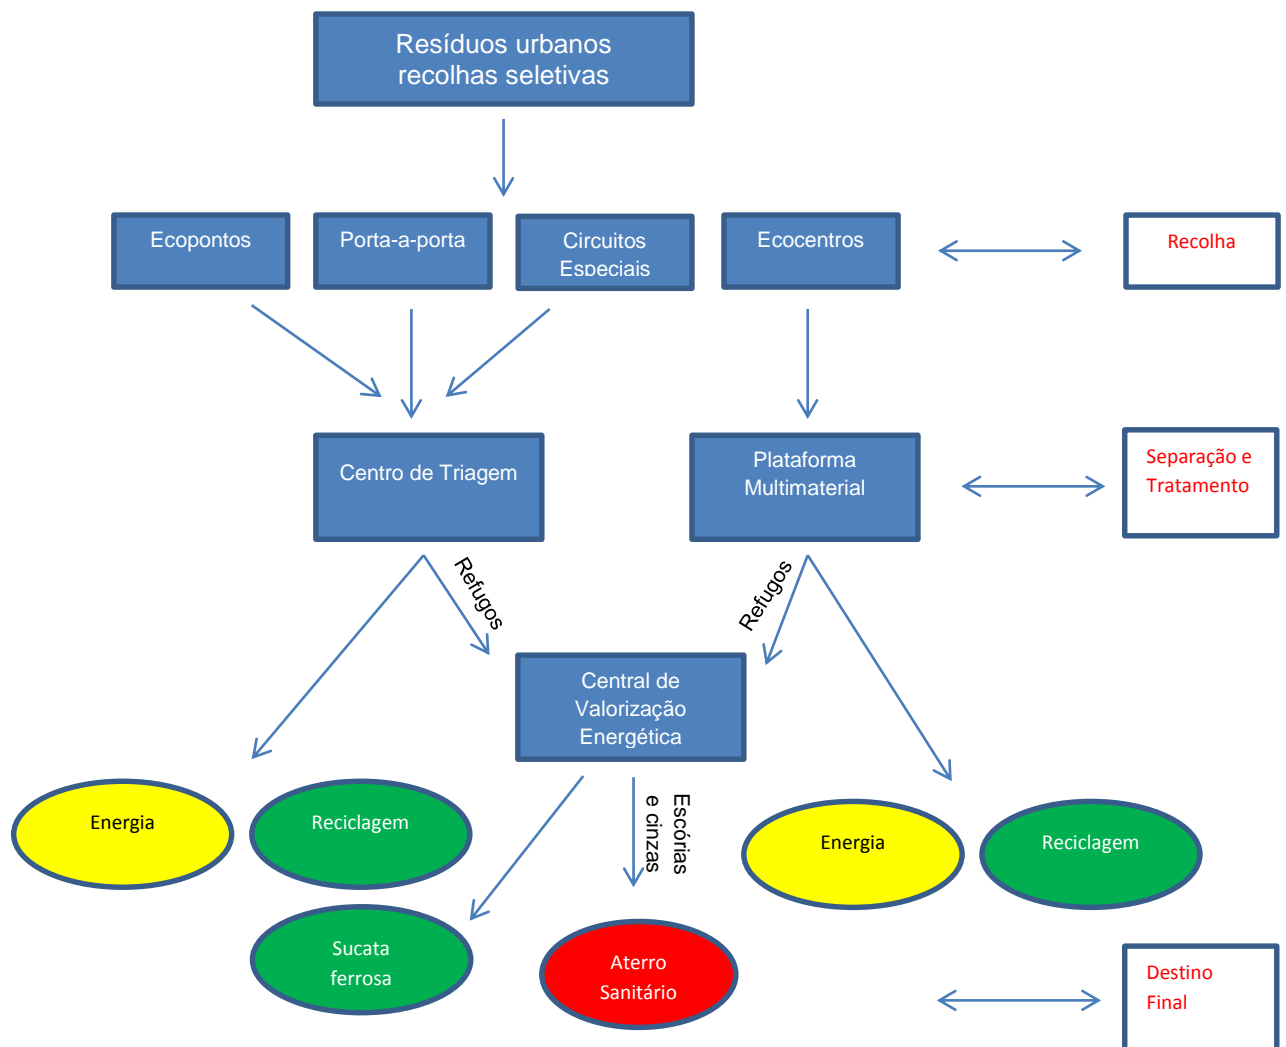 Resíduos urbanos
recolhas seletivas
Ecopontos
Porta-a-porta
Circuitos
Especiais
Ecocentros
Recolha
Centro de Triagem
Plataforma
Multimaterial
Separação e
Tratamento
Refugos
Refugos
Central de
Valorização
Energética
Escórias
e cinzas
Energia
Reciclagem
Energia
Reciclagem
Sucata
ferrosa
Aterro
Sanitário
Destino
Final